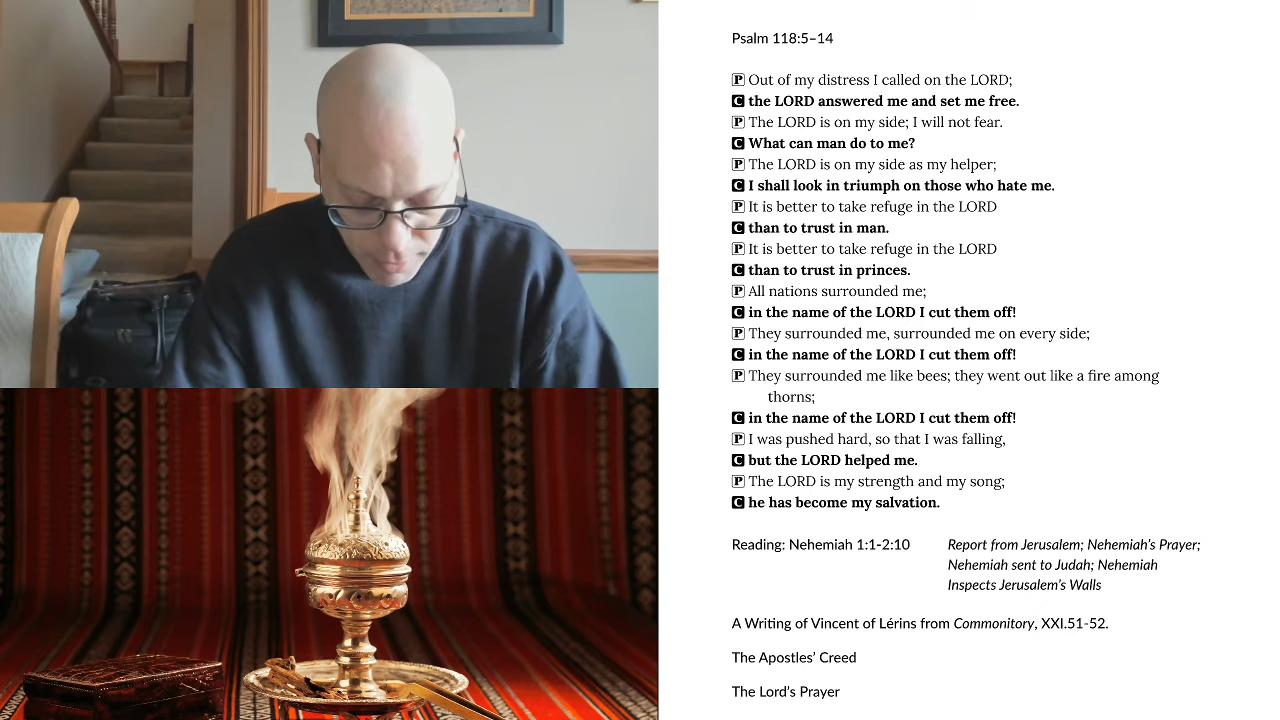 Psalm 118:5–14
P Out of my distress I called on the LORD;
C the LORD answered me and set me free.
P The LORD is on my side; I will not fear.
C What can man do to me?
P The LORD is on my side as my helper;
C I shall look in triumph on those who hate me.
P It is better to take refuge in the LORD
C than to trust in man.
P It is better to take refuge in the LORD
C than to trust in princes.
P All nations surrounded me;
C in the name of the LORD I cut them off!
P They surrounded me, surrounded me on every side;
C in the name of the LORD I cut them off!
P They surrounded me like bees; they went out like a fire among
thorns;
C in the name of the LORD I cut them off!
P I was pushed hard, so that I was falling,
C but the LORD helped me.
P The LORD is my strength and my song;
C he has become my salvation.
Reading: Nehemiah 1:1-2:10 Report from Jerusalem; Nehemiah's Prayer;
Nehemiah sent to Judah; Nehemiah
Inspects Jerusalem's Walls
A Writing of Vincent of Lérins from Commonitory, XXI.51-52.
The Apostles' Creed
The Lord's Prayer